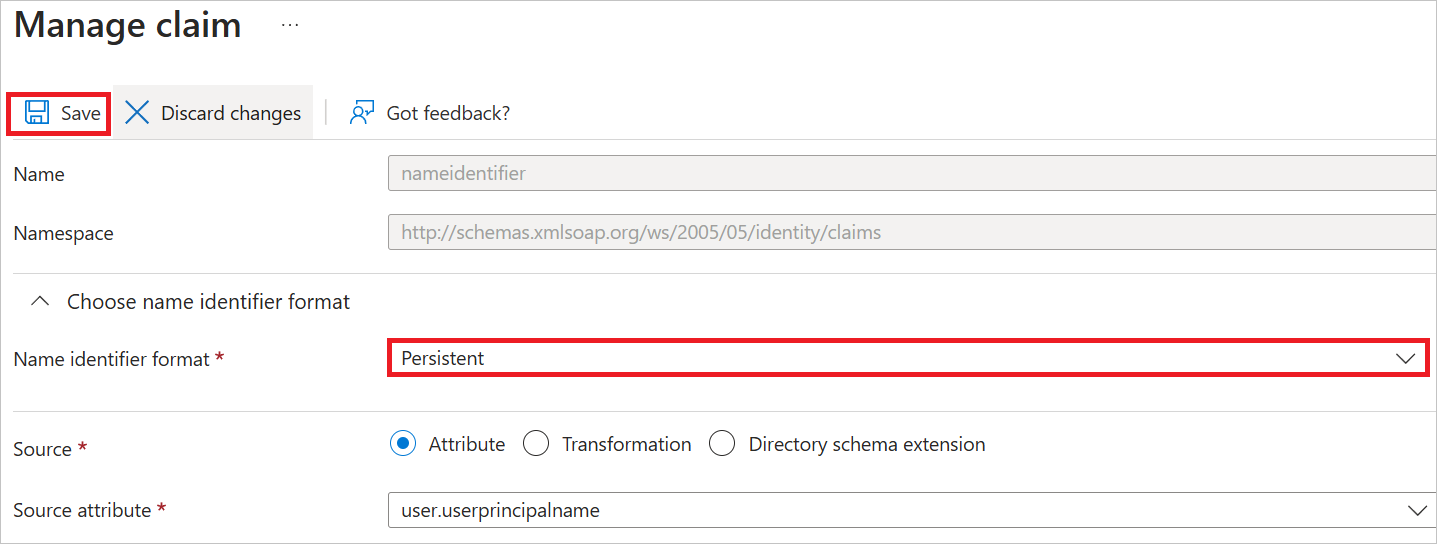 Manage claim ...
Save Discard changes Got feedback?
Name nameidentifier
Namespace http://schemas.xmlsoap.org/ws/2005/05/identity/claims
Choose name identifier format
Name identifier format * Persistent
Source * Attribute Transformation Directory schema extension
Source attribute * user.userprincipalname